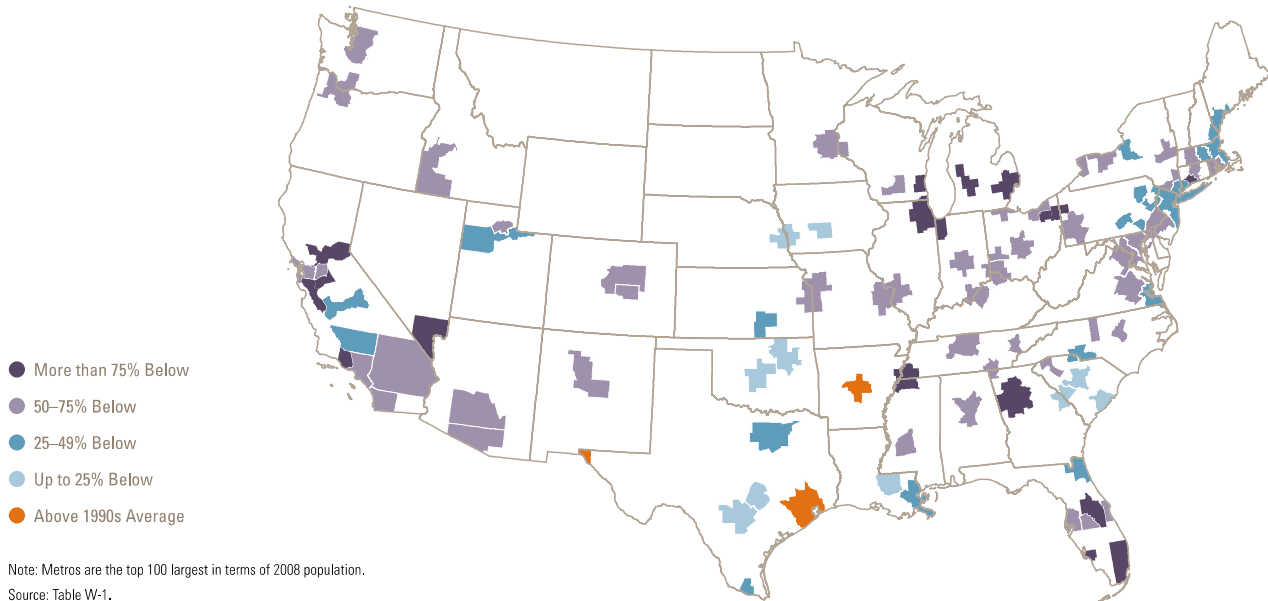 More than 75% Below
50–75% Below
25–49% Below
Up to 25% Below
Above 1990s Average
Note: Metros are the top 100 largest in terms of 2008 population.
Source: Table W-1.